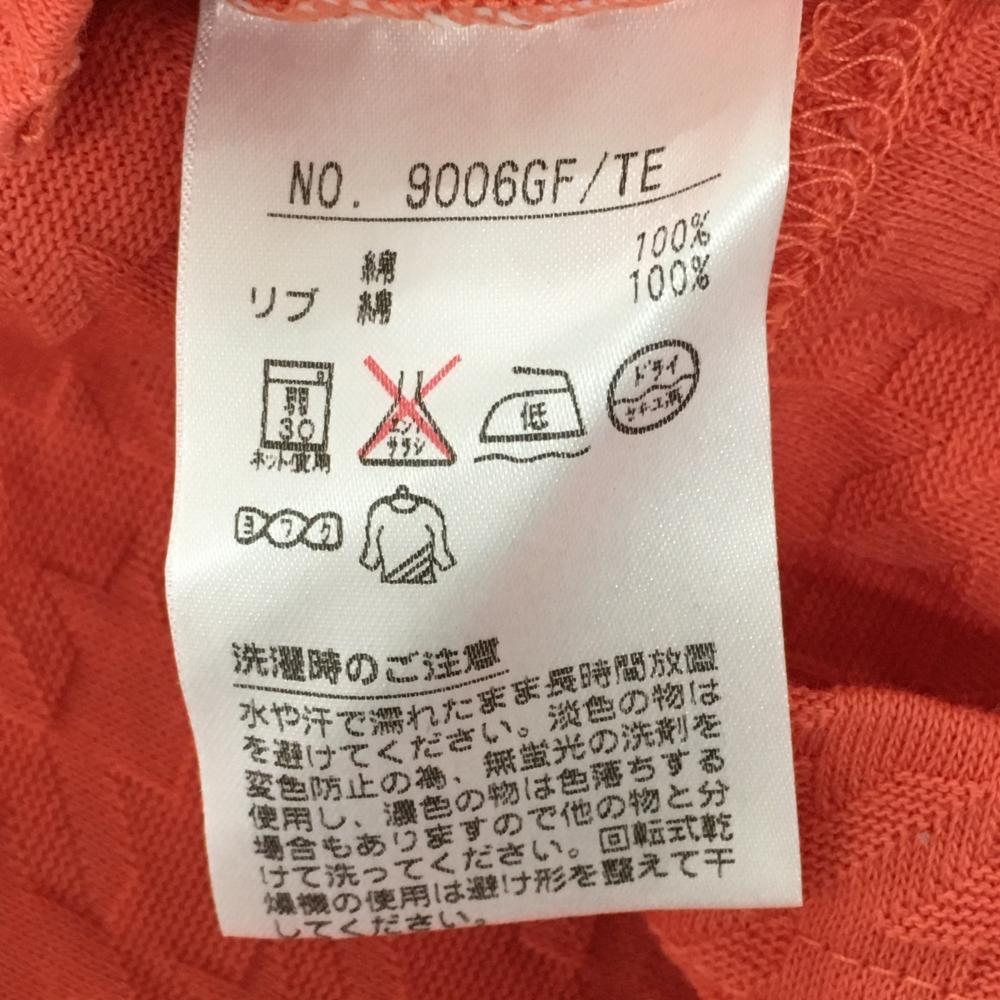 NO. 9006GF/TE
綿 100%
リブ 綿 100%
弱
30
ネット使用
エンソ
サラシ
低
ドライ
セキユ系
ヨワク
洗濯時のご注意
水や汗で濡れたまま長時間放置
を避けてください。淡色の物は
変色防止の為、無蛍光の洗剤を
使用し、濃色の物は色落ちする
場合もありますので他の物と分
けて洗ってください。回転式乾
燥機の使用は避け形を整えて干
してください。